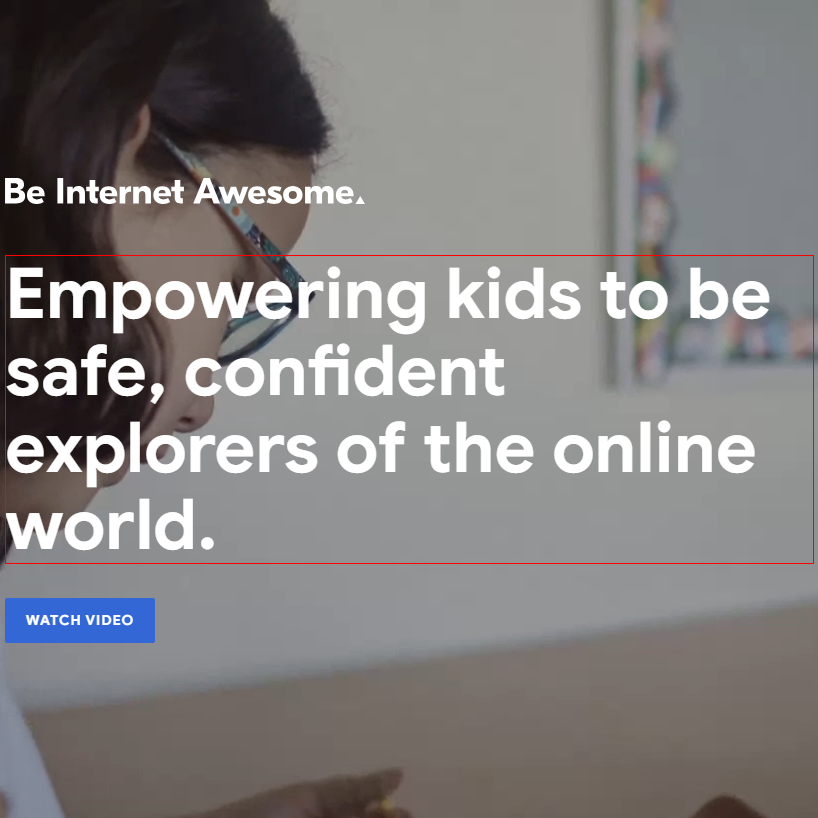 Be Internet Awesome.
Empowering kids to be
safe, confident
explorers of the online
world.
WATCH VIDEO